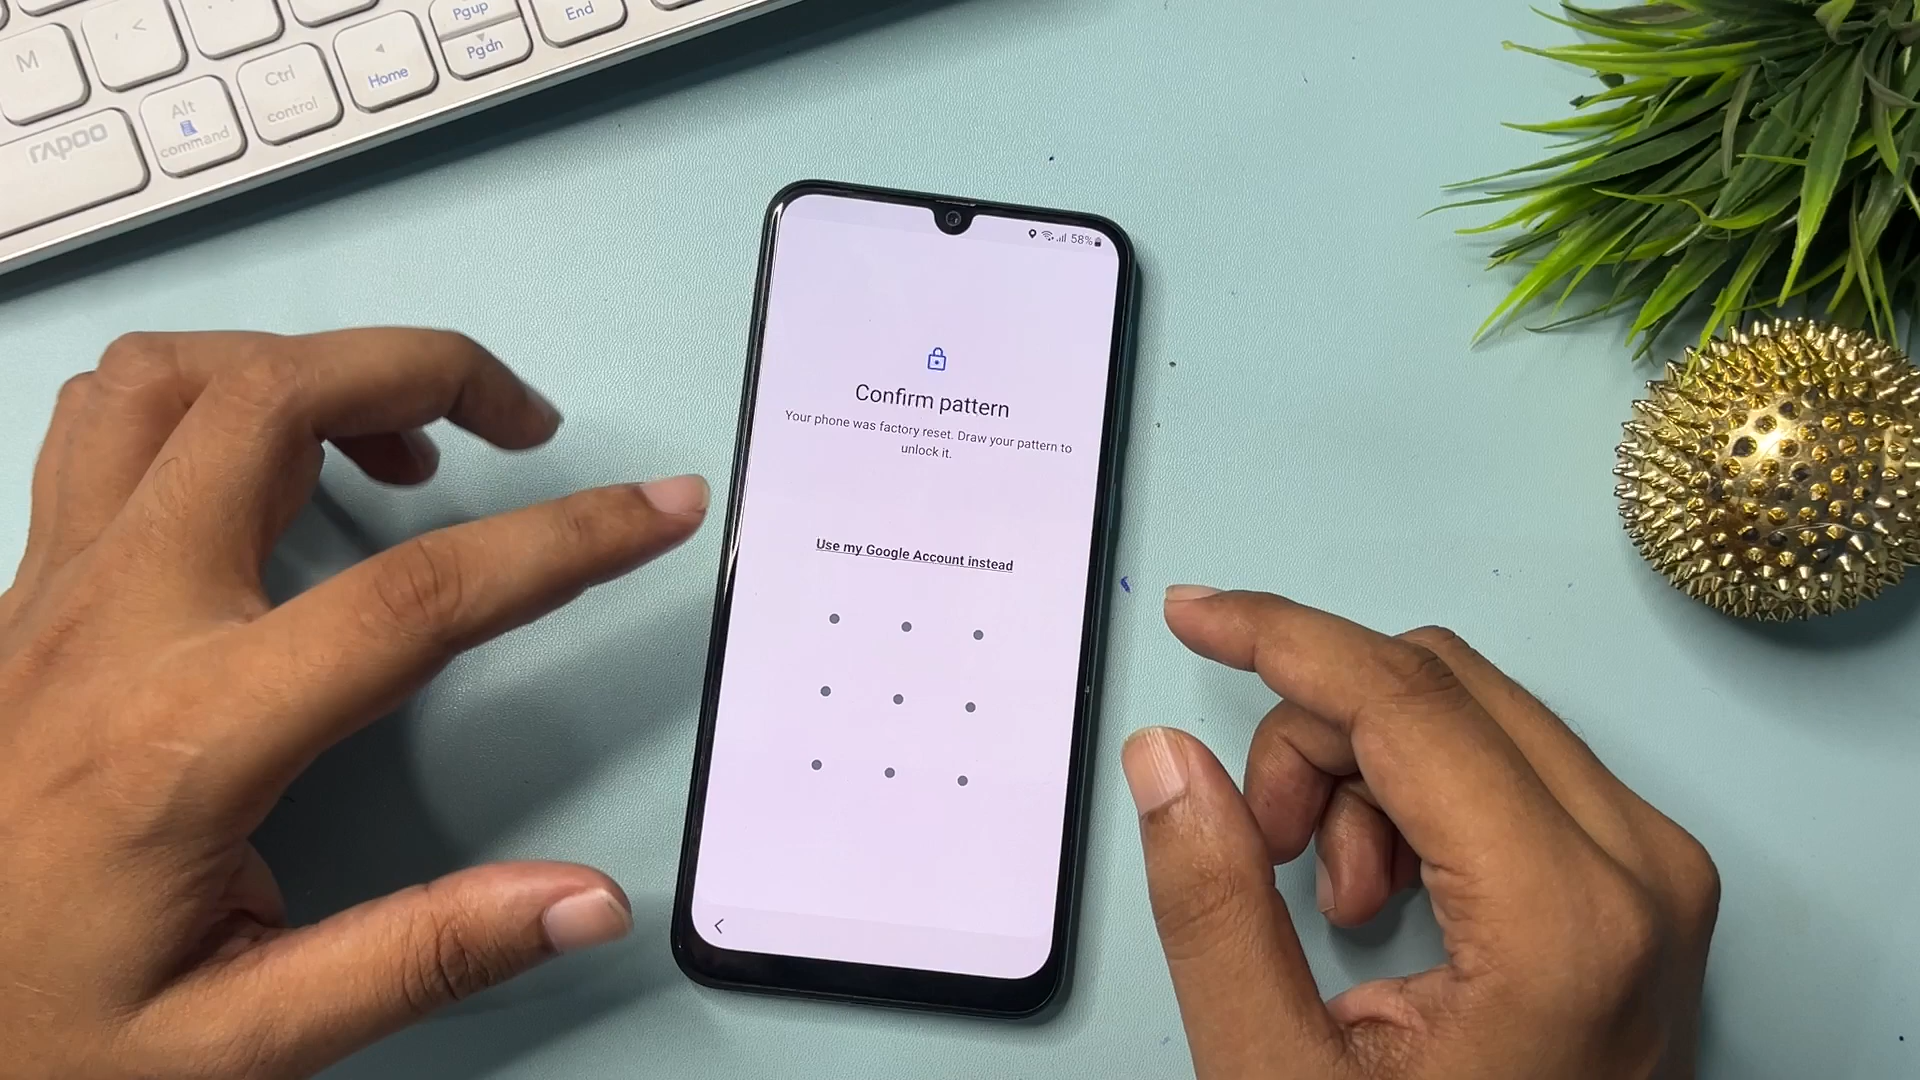 Pgup
End
M
<
Ctrl
Home
Pgdn
Alt
control
rapoo
command
58%
Confirm pattern
Your phone was factory reset. Draw your pattern to
unlock it.
Use my Google Account instead